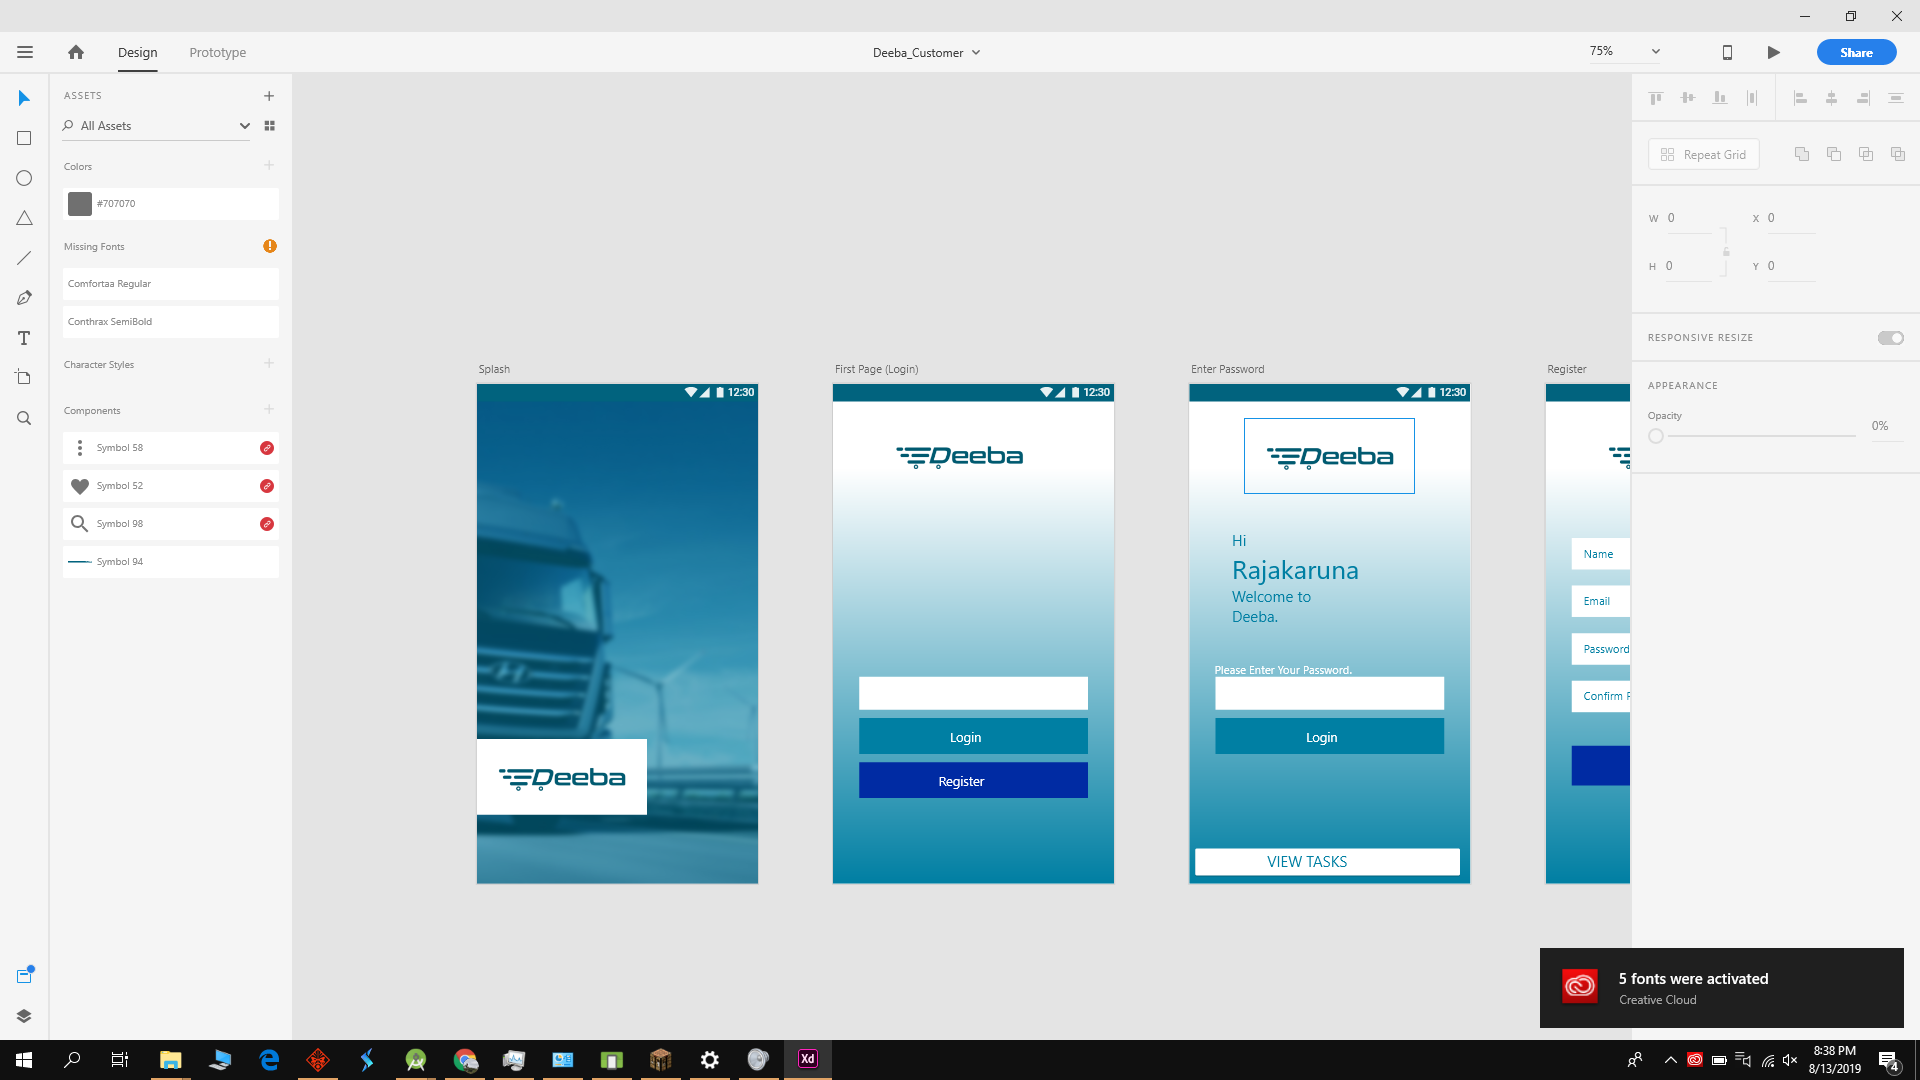 Design
Prototype
Deeba_Customer
75%
Share
ASSETS
All Assets
Colors
#707070
Missing Fonts
Comfortaa Regular
Conthrax SemiBold
Character Styles
Components
Symbol 58
Symbol 52
Symbol 98
Symbol 94
Splash
12:30
Deeba
First Page (Login)
12:30
Deeba
Login
Register
Enter Password
12:30
Deeba
Hi
Rajakaruna
Welcome to
Deeba.
Please Enter Your Password.
Login
VIEW TASKS
Register
Name
Email
Password
Confirm
Repeat Grid
W 0
X 0
H 0
Y 0
RESPONSIVE RESIZE
APPEARANCE
Opacity
0%
5 fonts were activated
Creative Cloud
Xd
8:38 PM
8/13/2019
4